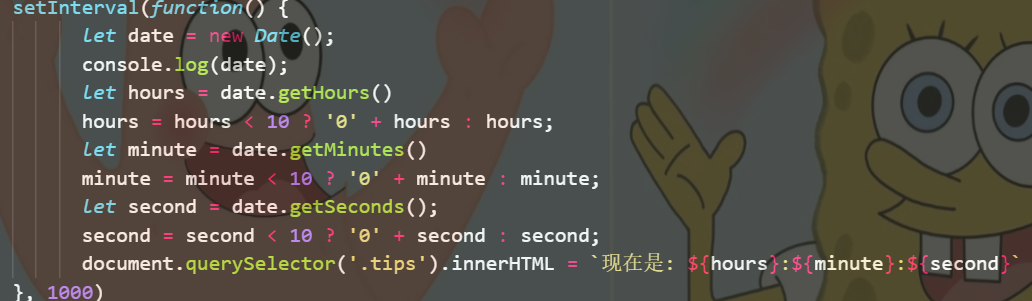 setInterval(function() {
let date = new Date();
console.log(date);
let hours = date.getHours()
hours = hours < 10 ? '0' + hours : hours;
let minute = date.getMinutes()
minute = minute < 10 ? '0' + minute : minute;
let second = date.getSeconds();
second = second < 10 ? '0' + second : second;
document.querySelector('.tips').innerHTML = `现在是: ${hours}:${minute}:${second}`
}, 1000)